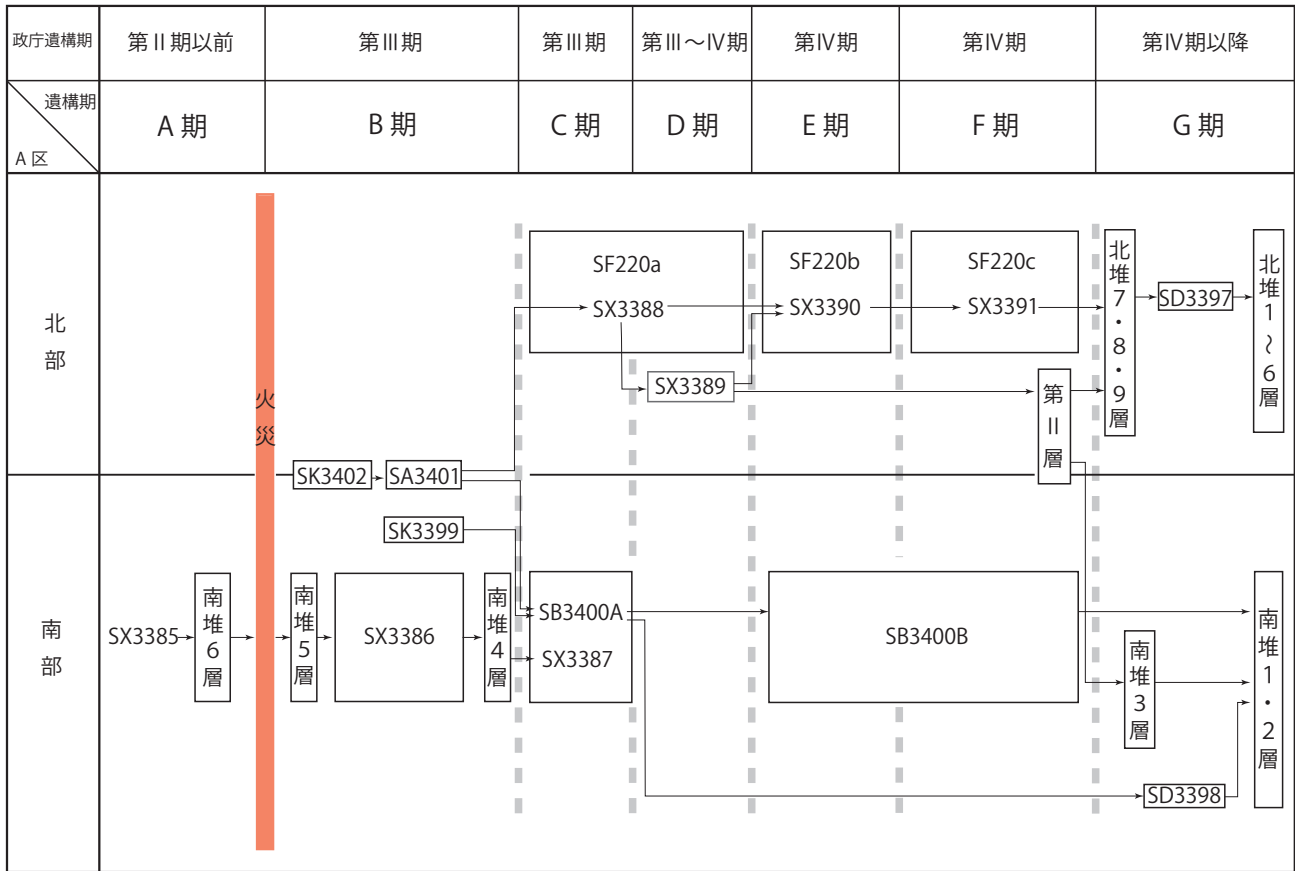 政庁遺構期
第Ⅱ期以前
第Ⅲ期
第Ⅲ期
第Ⅲ～Ⅳ期
第Ⅳ期
第Ⅳ期
第Ⅳ期以降
遺構期
A区
A期
B期
C期
D期
E期
F期
G期
北部
火災
SF220a
SX3388
SX3389
SF220b
SX3390
SF220c
SX3391
第Ⅱ層
北堆7・8・9層
SD3397
北堆1～6層
SK3402
SA3401
SK3399
南部
SX3385
南堆6層
南堆5層
SX3386
南堆4層
SB3400A
SX3387
SB3400B
南堆3層
SD3398
南堆1・2層